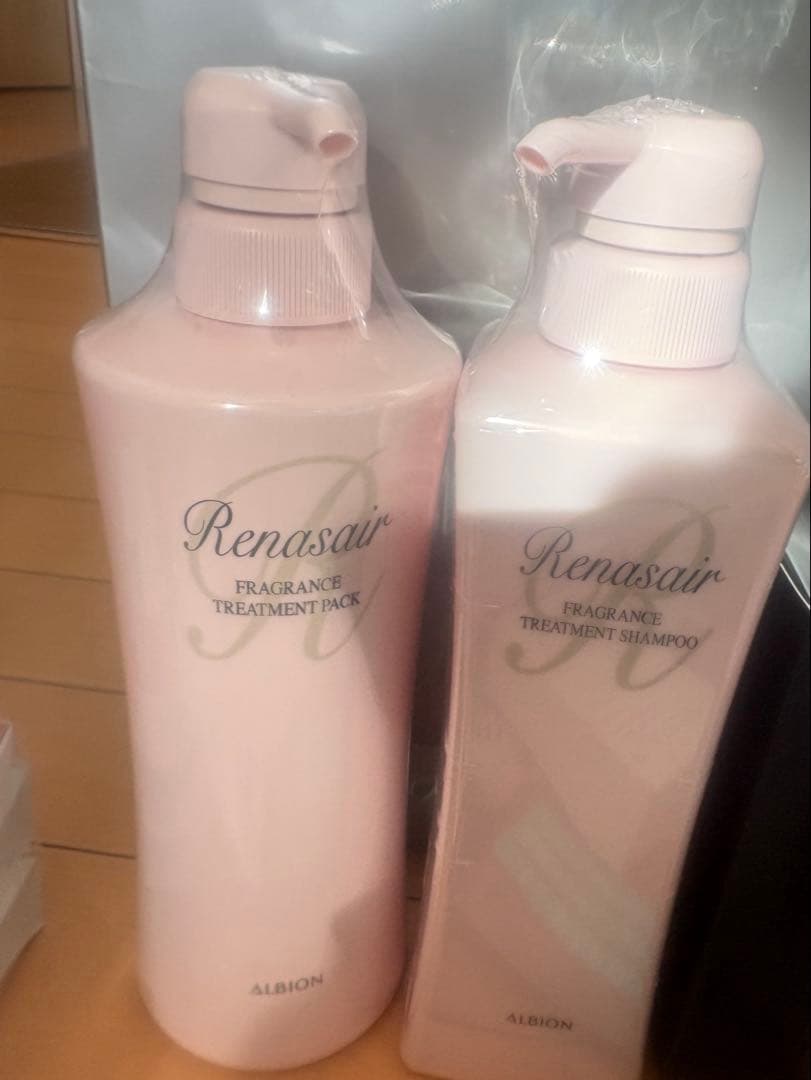 Renasair
FRAGRANCE
TREATMENT PACK
ALBION
Renasair
FRAGRANCE
TREATMENT SHAMPOO
ALBION